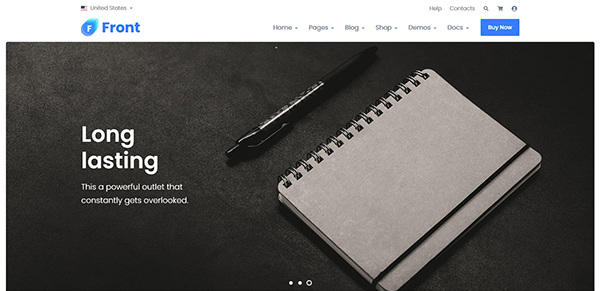 United States
Help Contacts
F Front
Home Pages Blog Shop Demos Docs Buy Now
Long
lasting
This a powerful outlet that
constantly gets overlooked.